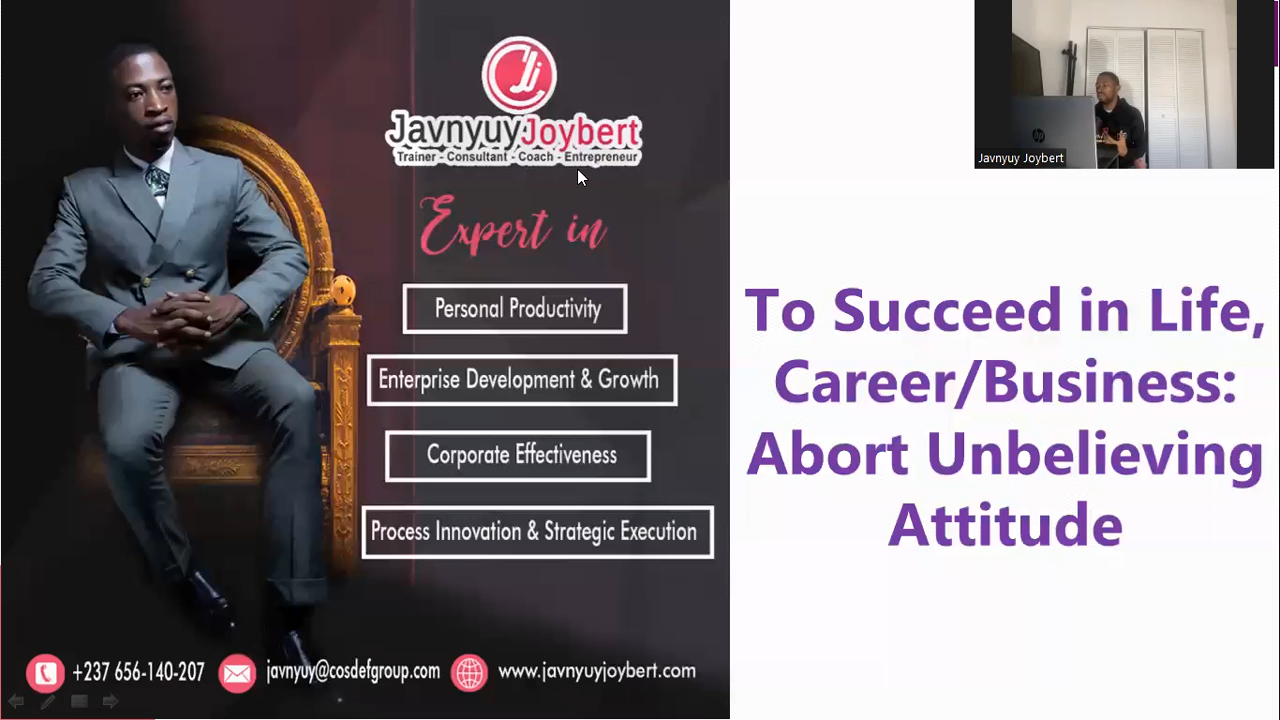 JavnyuyJoybert
Trainer - Consultant - Coach - Entrepreneur
Expert in
Personal Productivity
Enterprise Development & Growth
Corporate Effectiveness
Process Innovation & Strategic Execution
+237 656-140-207 javnyuy@cosdefgroup.com www.javnyuyjoybert.com
hp
Javnyuy Joybert
To Succeed in Life,
Career/Business:
Abort Unbelieving
Attitude